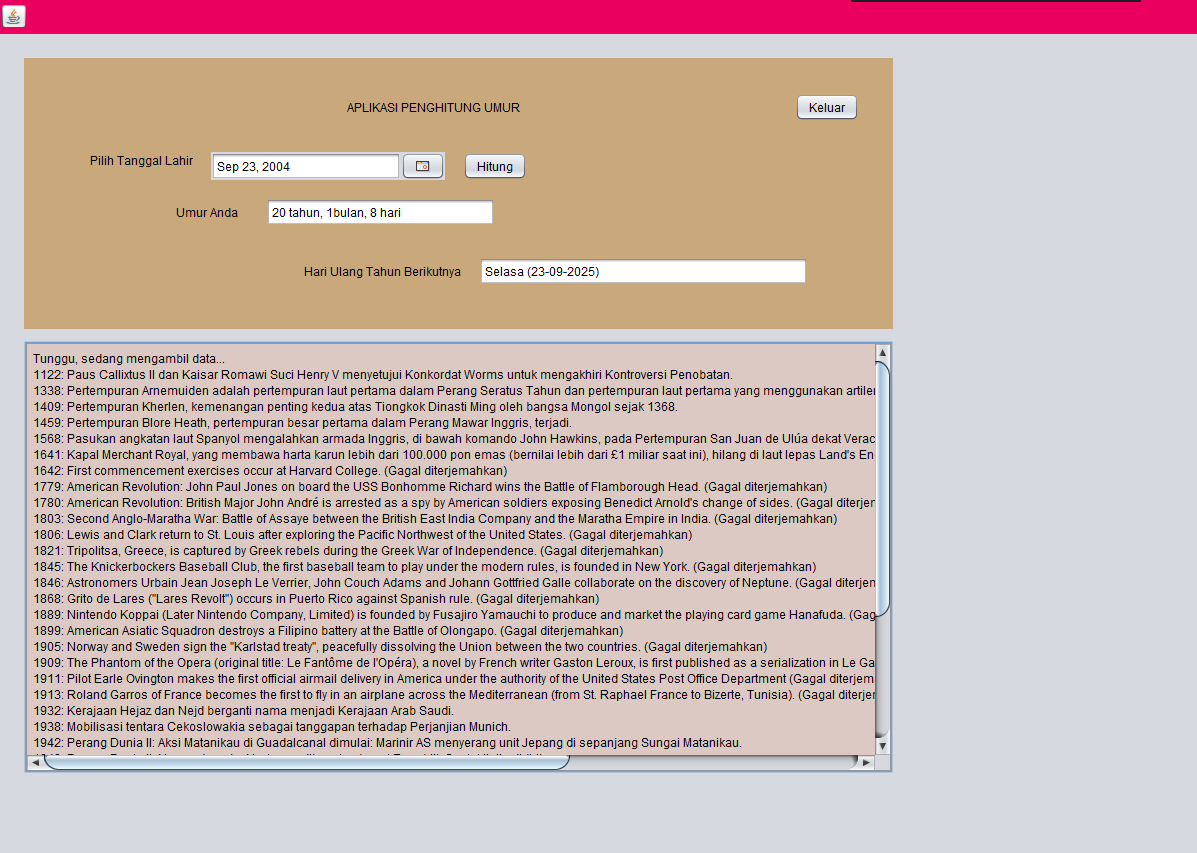 APLIKASI PENGHITUNG UMUR
Keluar
Pilih Tanggal Lahir
Sep 23, 2004
Hitung
Umur Anda
20 tahun, 1bulan, 8 hari
Hari Ulang Tahun Berikutnya
Selasa (23-09-2025)
Tunggu, sedang mengambil data...
1122: Paus Callixtus II dan Kaisar Romawi Suci Henry V menyetujui Konkordat Worms untuk mengakhiri Kontroversi Penobatan.
1338: Pertempuran Arnemuiden adalah pertempuran laut pertama dalam Perang Seratus Tahun dan pertempuran laut pertama yang menggunakan artiler
1409: Pertempuran Kherlen, kemenangan penting kedua atas Tiongkok Dinasti Ming oleh bangsa Mongol sejak 1368.
1459: Pertempuran Blore Heath, pertempuran besar pertama dalam Perang Mawar Inggris, terjadi.
1568: Pasukan angkatan laut Spanyol mengalahkan armada Inggris, di bawah komando John Hawkins, pada Pertempuran San Juan de Ulúa dekat Verac
1641: Kapal Merchant Royal, yang membawa harta karun lebih dari 100.000 pon emas (bernilai lebih dari £1 miliar saat ini), hilang di laut lepas Land's En
1642: First commencement exercises occur at Harvard College. (Gagal diterjemahkan)
1779: American Revolution: John Paul Jones on board the USS Bonhomme Richard wins the Battle of Flamborough Head. (Gagal diterjemahkan)
1780: American Revolution: British Major John André is arrested as a spy by American soldiers exposing Benedict Arnold's change of sides. (Gagal diterjer
1803: Second Anglo-Maratha War: Battle of Assaye between the British East India Company and the Maratha Empire in India. (Gagal diterjemahkan)
1806: Lewis and Clark return to St. Louis after exploring the Pacific Northwest of the United States. (Gagal diterjemahkan)
1821: Tripolitsa, Greece, is captured by Greek rebels during the Greek War of Independence. (Gagal diterjemahkan)
1845: The Knickerbockers Baseball Club, the first baseball team to play under the modern rules, is founded in New York. (Gagal diterjemahkan)
1846: Astronomers Urbain Jean Joseph Le Verrier, John Couch Adams and Johann Gottfried Galle collaborate on the discovery of Neptune. (Gagal diterjen
1868: Grito de Lares ("Lares Revolt") occurs in Puerto Rico against Spanish rule. (Gagal diterjemahkan)
1889: Nintendo Koppai (Later Nintendo Company, Limited) is founded by Fusajiro Yamauchi to produce and market the playing card game Hanafuda. (Gag
1899: American Asiatic Squadron destroys a Filipino battery at the Battle of Olongapo. (Gagal diterjemahkan)
1905: Norway and Sweden sign the "Karlstad treaty", peacefully dissolving the Union between the two countries. (Gagal diterjemahkan)
1909: The Phantom of the Opera (original title: Le Fantôme de l'Opéra), a novel by French writer Gaston Leroux, is first published as a serialization in Le Ga
1911: Pilot Earle Ovington makes the first official airmail delivery in America under the authority of the United States Post Office Department (Gagal diterjem
1913: Roland Garros of France becomes the first to fly in an airplane across the Mediterranean (from St. Raphael France to Bizerte, Tunisia). (Gagal diterjer
1932: Kerajaan Hejaz dan Nejd berganti nama menjadi Kerajaan Arab Saudi.
1938: Mobilisasi tentara Cekoslowakia sebagai tanggapan terhadap Perjanjian Munich.
1942: Perang Dunia II: Aksi Matanikau di Guadalcanal dimulai: Marinir AS menyerang unit Jepang di sepanjang Sungai Matanikau.